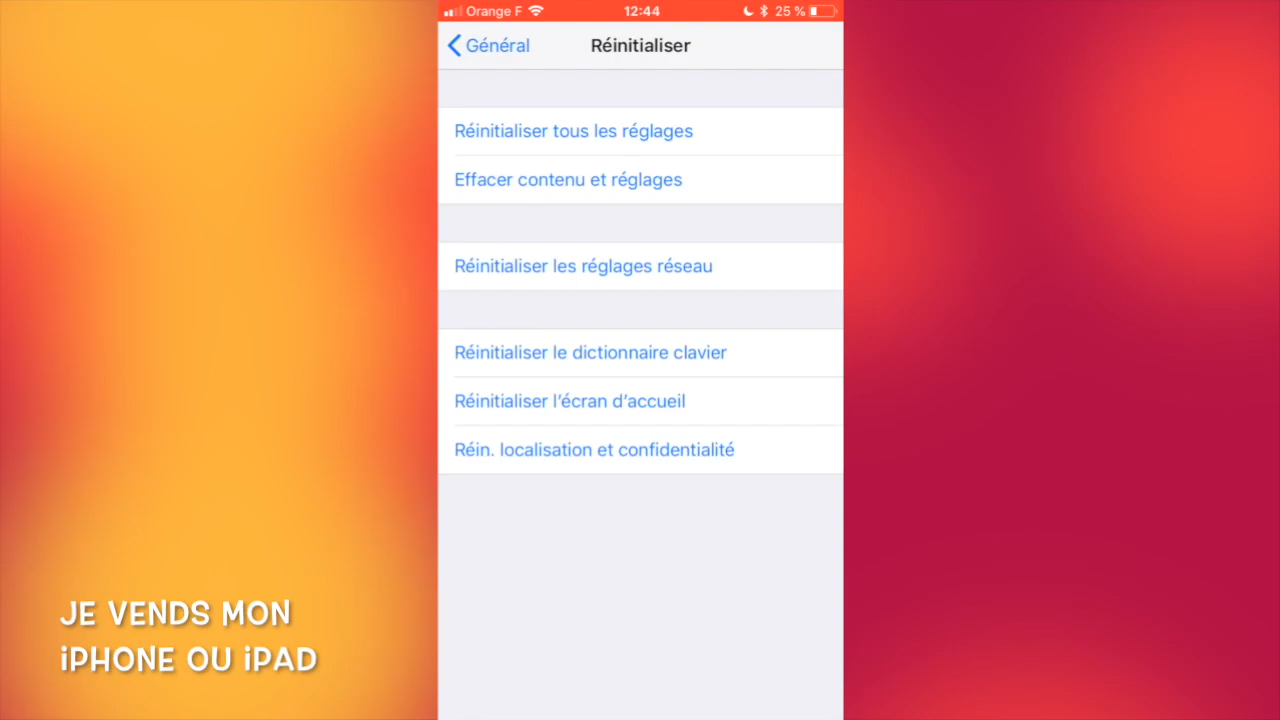 Orange F 12:44 25 %
Général Réinitialiser
Réinitialiser tous les réglages
Effacer contenu et réglages
Réinitialiser les réglages réseau
Réinitialiser le dictionnaire clavier
Réinitialiser l’écran d’accueil
Réin. localisation et confidentialité
JE VENDS MON
iPHONE OU iPAD